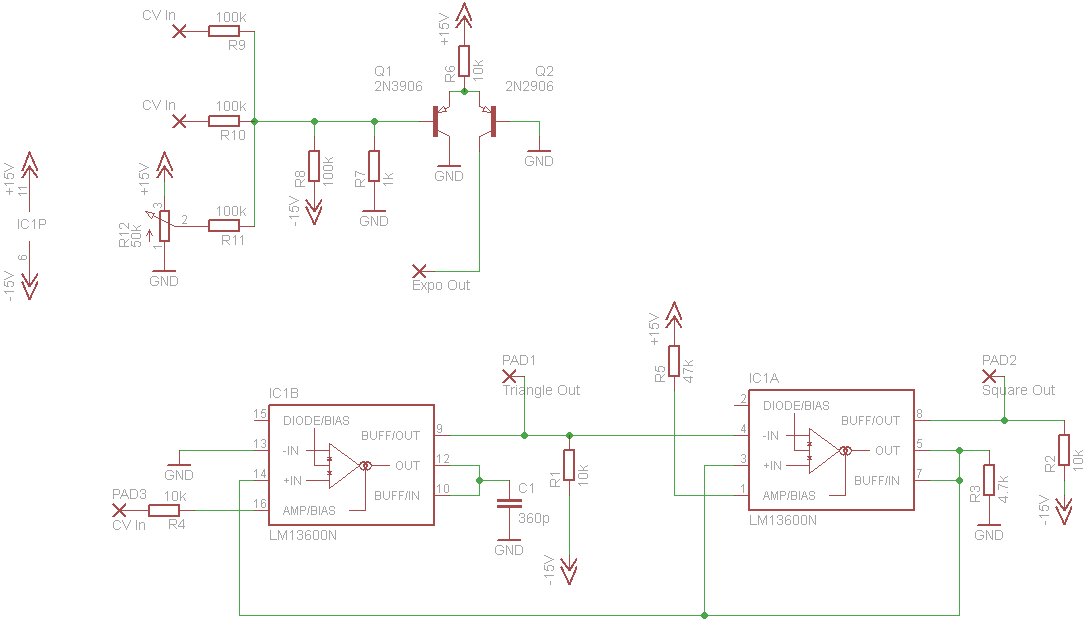 CV In
100k
R9
CV In
100k
R10
+15V
R6
10k
Q1
2N3906
Q2
2N2906
GND
GND
R8
100k
-15V
R7
1k
GND
+15V
11
IC1P
6
-15V
+15V
3
2
1
R12
50k
GND
100k
R11
Expo Out
PAD1
Triangle Out
+15V
R5
47k
PAD2
Square Out
IC1B
15
DIODE/BIAS
BUFF/OUT
9
13
-IN
OUT
12
14
+IN
BUFF/IN
10
16
AMP/BIAS
LM13600N
GND
PAD3
CV In
10k
R4
C1
360p
GND
R1
10k
-15V
IC1A
2
DIODE/BIAS
BUFF/OUT
8
4
-IN
OUT
5
3
+IN
BUFF/IN
7
1
AMP/BIAS
LM13600N
R3
4.7k
GND
R2
10k
-15V